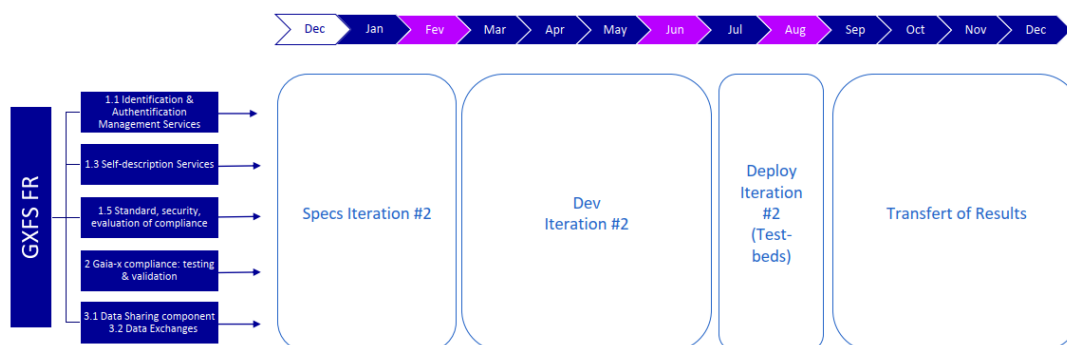 Dec Jan Fev Mar Apr May Jun Jul Aug Sep Oct Nov Dec
GXFS FR
1.1 Identification &
Authentification
Management Services
1.3 Self-description Services
1.5 Standard, security,
evaluation of compliance
2 Gaia-x compliance: testing
& validation
3.1 Data Sharing component
3.2 Data Exchanges
Specs Iteration #2
Dev
Iteration #2
Deploy
Iteration
#2
(Test-
beds)
Transfert of Results